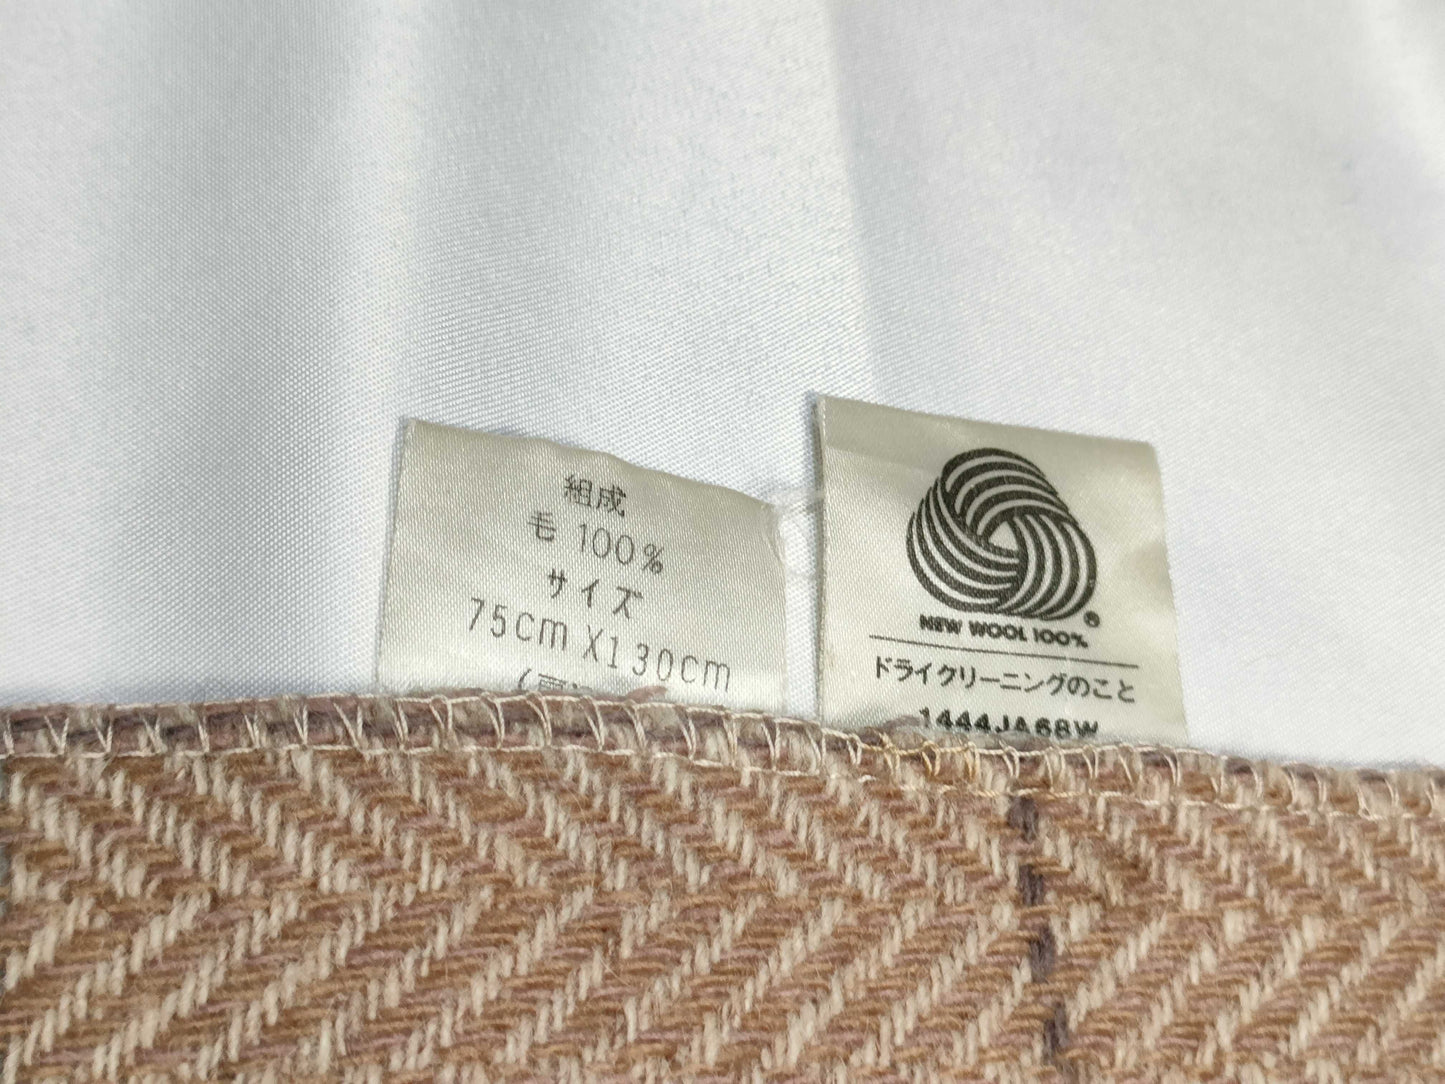 組成
毛 100%
サイズ
75cm X130cm
NEW WOOL 100%
ドライクリーニングのこと
1444JA68W